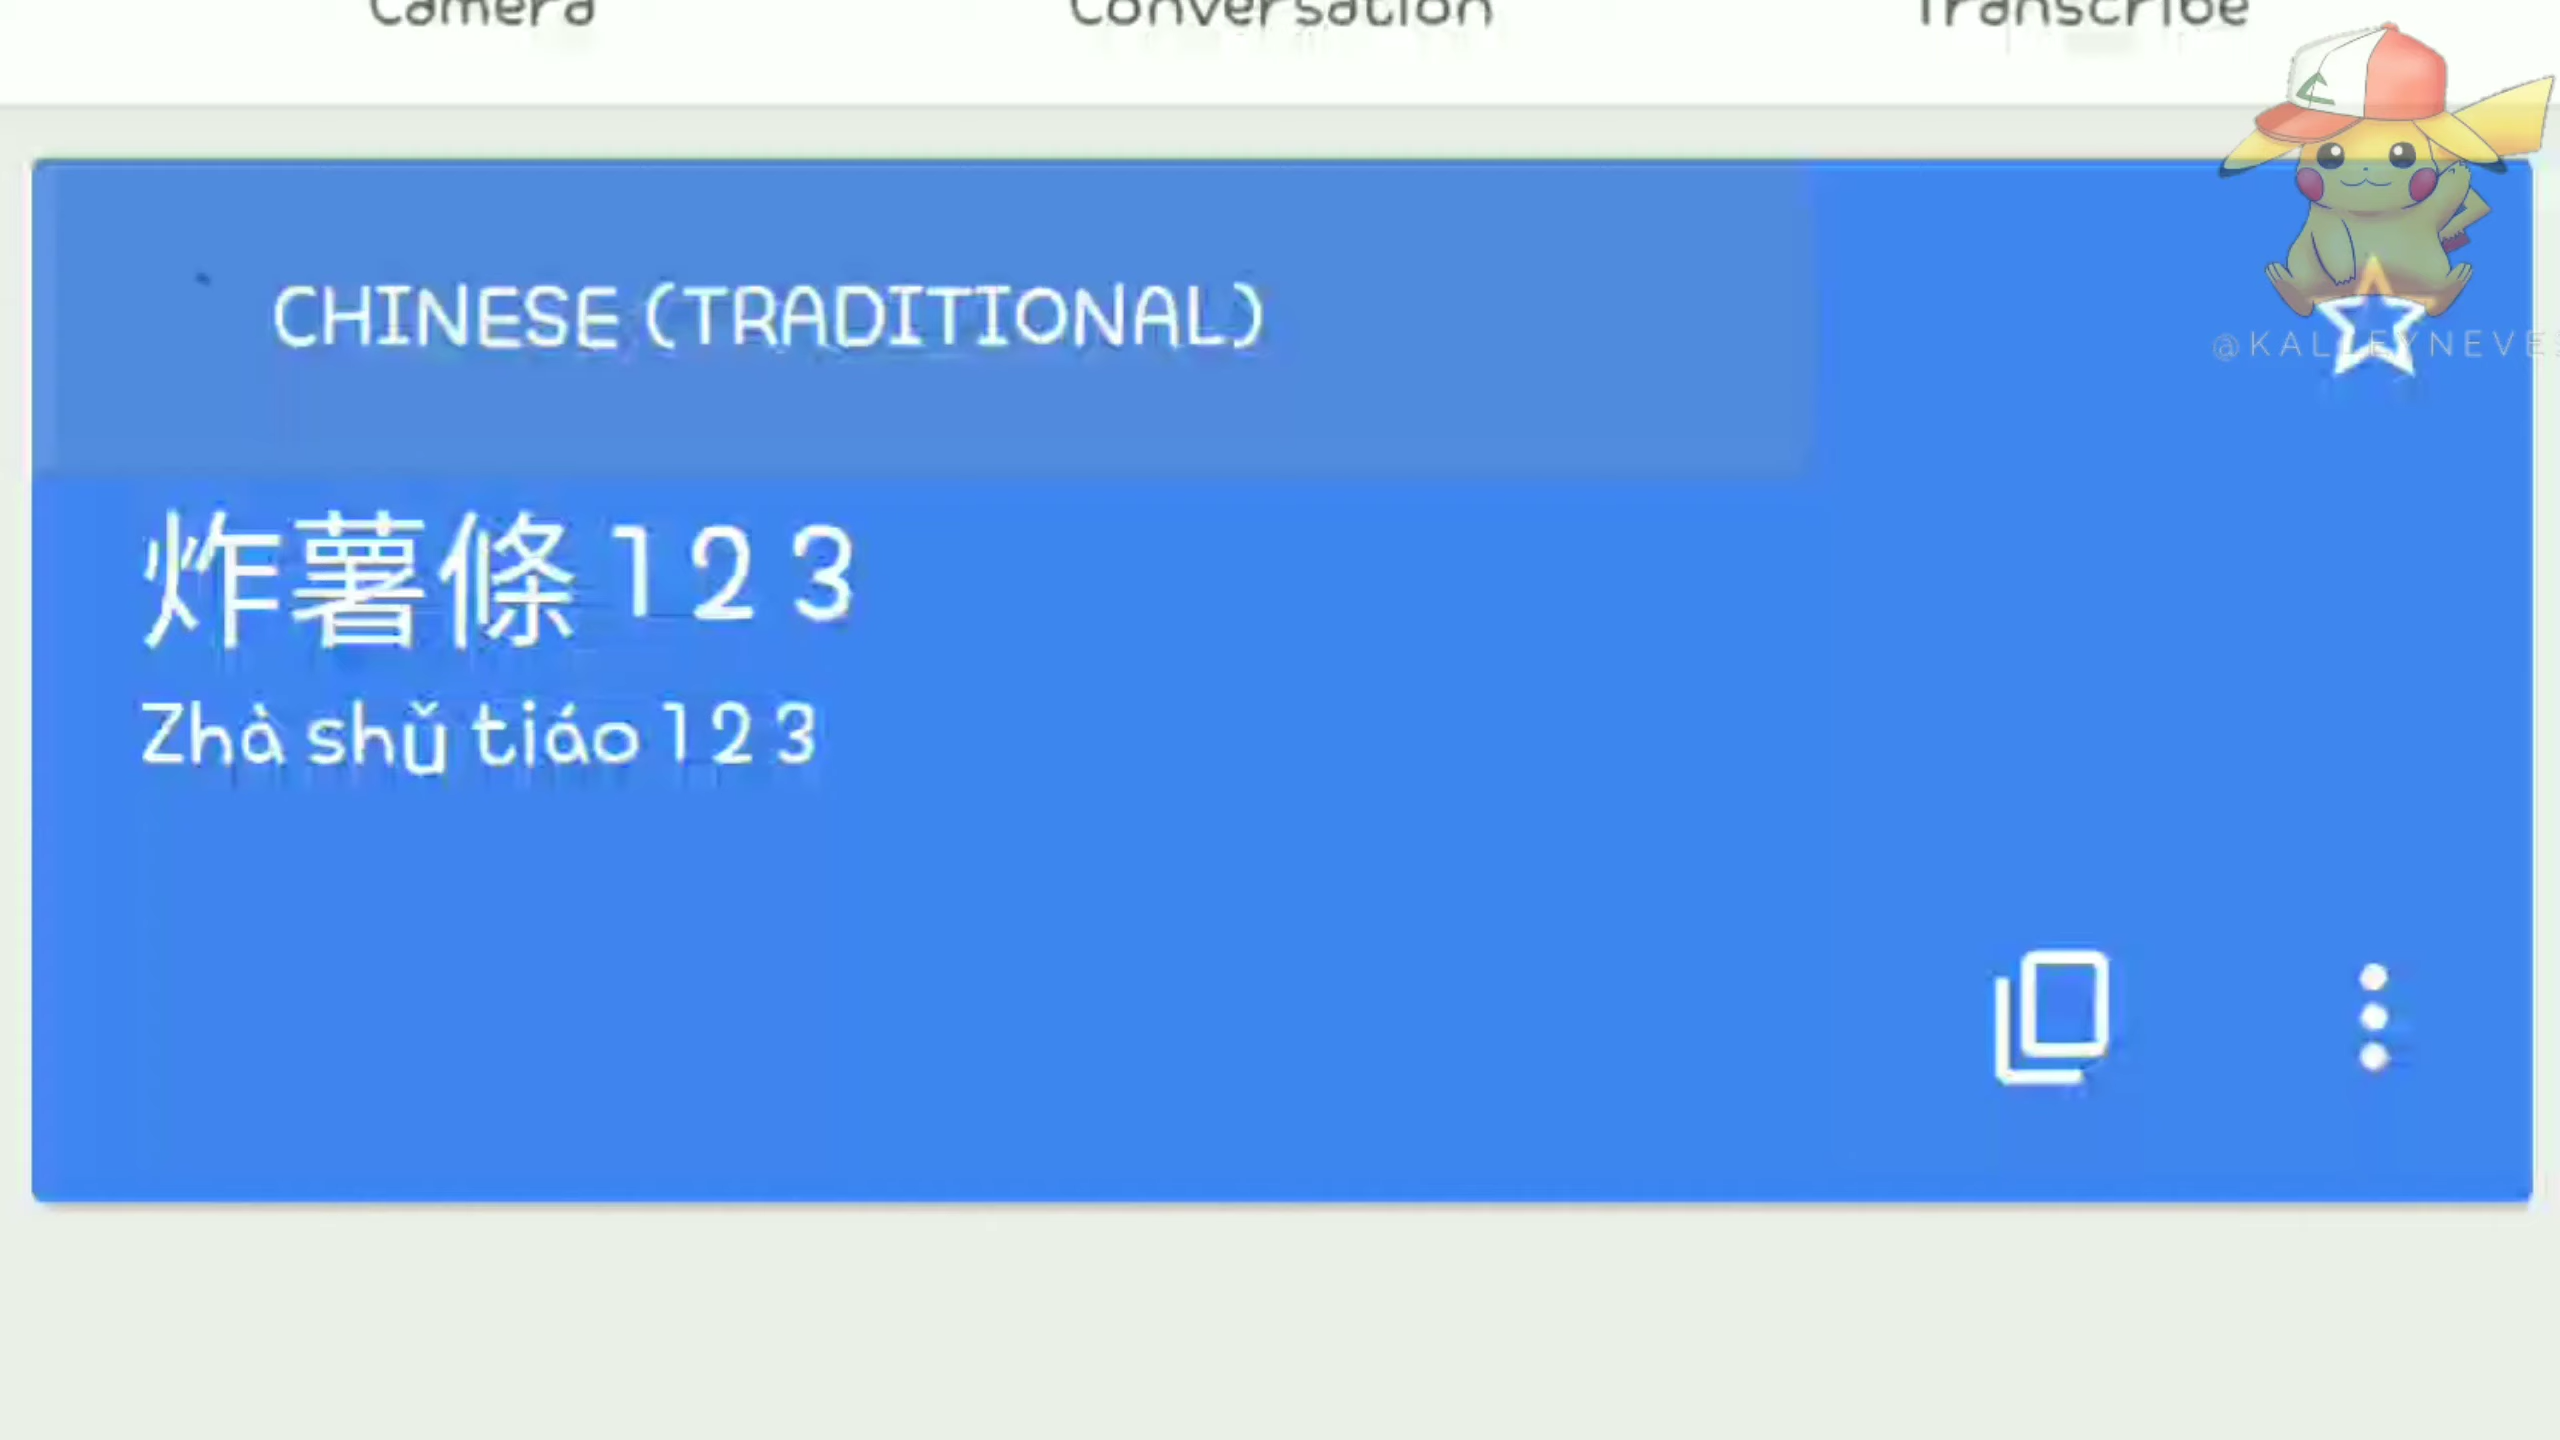 Camera Conversation Transcribe
CHINESE (TRADITIONAL)
炸薯條 1 2 3
Zhà shǔ tiáo 1 2 3